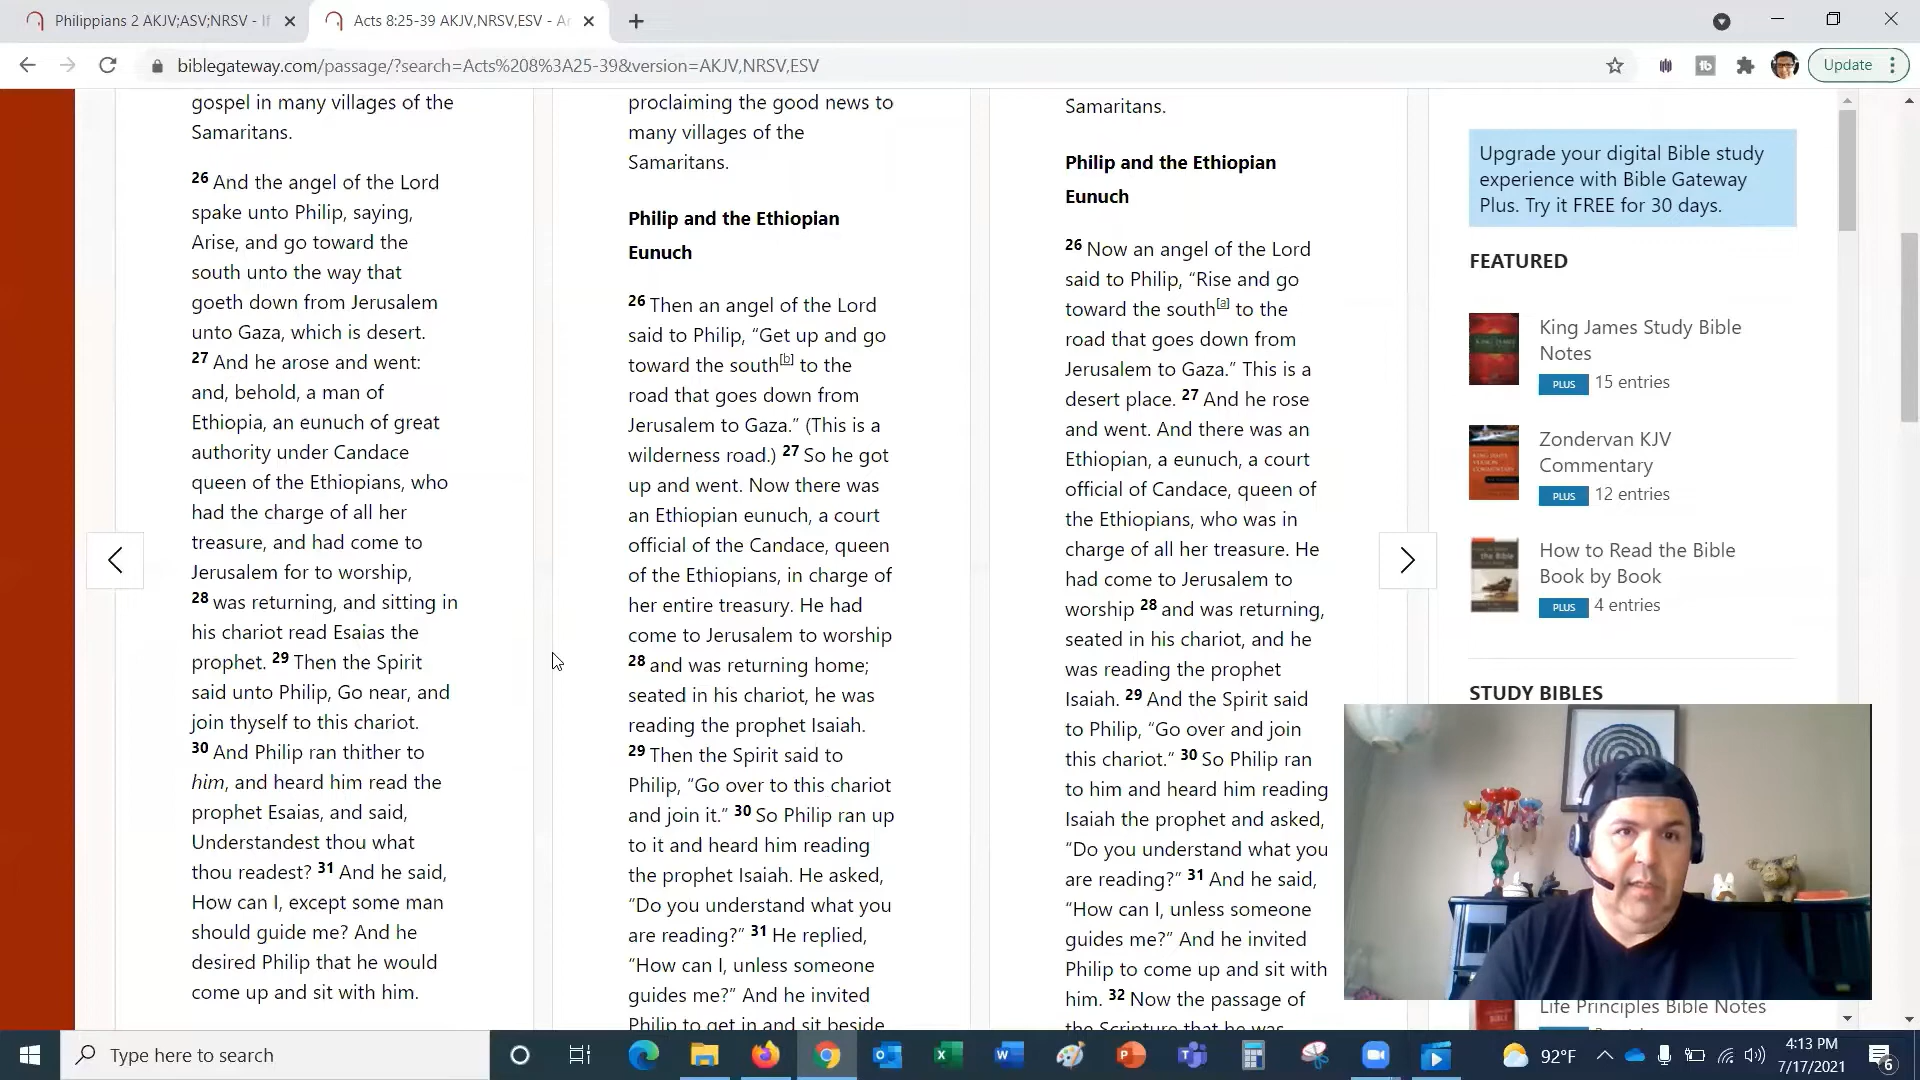 Philippians 2 AKJV;ASV;NRSV - If
Acts 8:25-39 AKJV,NRSV,ESV - A
biblegateway.com/passage/?search=Acts%208%3A25-39&version=AKJV,NRSV,ESV
Update
gospel in many villages of the
Samaritans.
26 And the angel of the Lord
spake unto Philip, saying,
Arise, and go toward the
south unto the way that
goeth down from Jerusalem
unto Gaza, which is desert.
27 And he arose and went:
and, behold, a man of
Ethiopia, an eunuch of great
authority under Candace
queen of the Ethiopians, who
had the charge of all her
treasure, and had come to
Jerusalem for to worship,
28 was returning, and sitting in
his chariot read Esaias the
prophet. 29 Then the Spirit
said unto Philip, Go near, and
join thyself to this chariot.
30 And Philip ran thither to
him, and heard him read the
prophet Esaias, and said,
Understandest thou what
thou readest? 31 And he said,
How can I, except some man
should guide me? And he
desired Philip that he would
come up and sit with him.
proclaiming the good news to
many villages of the
Samaritans.
Philip and the Ethiopian
Eunuch
26 Then an angel of the Lord
said to Philip, “Get up and go
toward the south[b] to the
road that goes down from
Jerusalem to Gaza.” (This is a
wilderness road.) 27 So he got
up and went. Now there was
an Ethiopian eunuch, a court
official of the Candace, queen
of the Ethiopians, in charge of
her entire treasury. He had
come to Jerusalem to worship
28 and was returning home;
seated in his chariot, he was
reading the prophet Isaiah.
29 Then the Spirit said to
Philip, “Go over to this chariot
and join it.” 30 So Philip ran up
to it and heard him reading
the prophet Isaiah. He asked,
“Do you understand what you
are reading?” 31 He replied,
“How can I, unless someone
guides me?” And he invited
Philip to get in and sit beside
Samaritans.
Philip and the Ethiopian
Eunuch
26 Now an angel of the Lord
said to Philip, “Rise and go
toward the south[a] to the
road that goes down from
Jerusalem to Gaza.” This is a
desert place. 27 And he rose
and went. And there was an
Ethiopian, a eunuch, a court
official of Candace, queen of
the Ethiopians, who was in
charge of all her treasure. He
had come to Jerusalem to
worship 28 and was returning,
seated in his chariot, and he
was reading the prophet
Isaiah. 29 And the Spirit said
to Philip, “Go over and join
this chariot.” 30 So Philip ran
to him and heard him reading
Isaiah the prophet and asked,
“Do you understand what you
are reading?” 31 And he said,
“How can I, unless someone
guides me?” And he invited
Philip to come up and sit with
him. 32 Now the passage of
the Scripture that he was
Upgrade your digital Bible study
experience with Bible Gateway
Plus. Try it FREE for 30 days.
FEATURED
King James Study Bible
Notes
PLUS 15 entries
Zondervan KJV
Commentary
PLUS 12 entries
How to Read the Bible
Book by Book
PLUS 4 entries
STUDY BIBLES
Life Principles Bible Notes
Type here to search
92°F
4:13 PM
7/17/2021
6